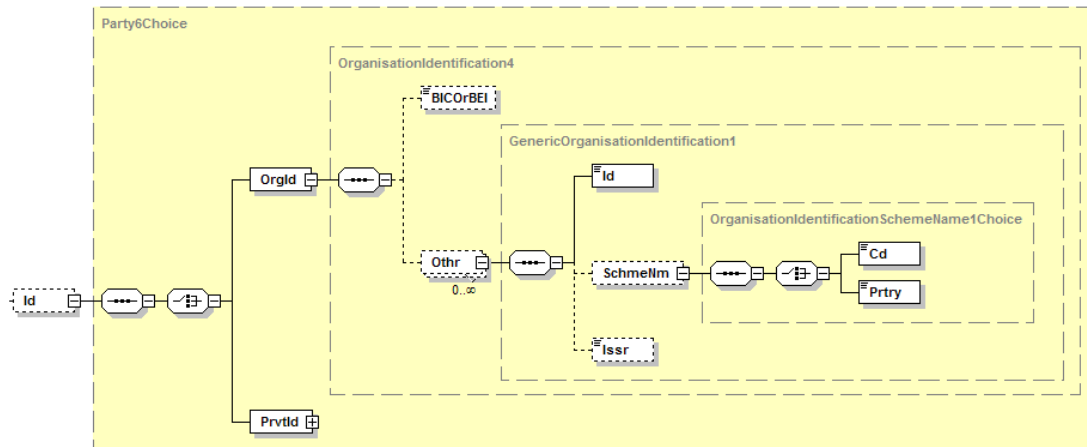 Party6Choice
OrganisationIdentification4
BICOrBEI
GenericOrganisationIdentification1
OrgId
Id
OrganisationIdentificationSchemeName1Choice
Cd
Othr
0..∞
SchmeNm
Prtry
Id
Issr
PrvtId